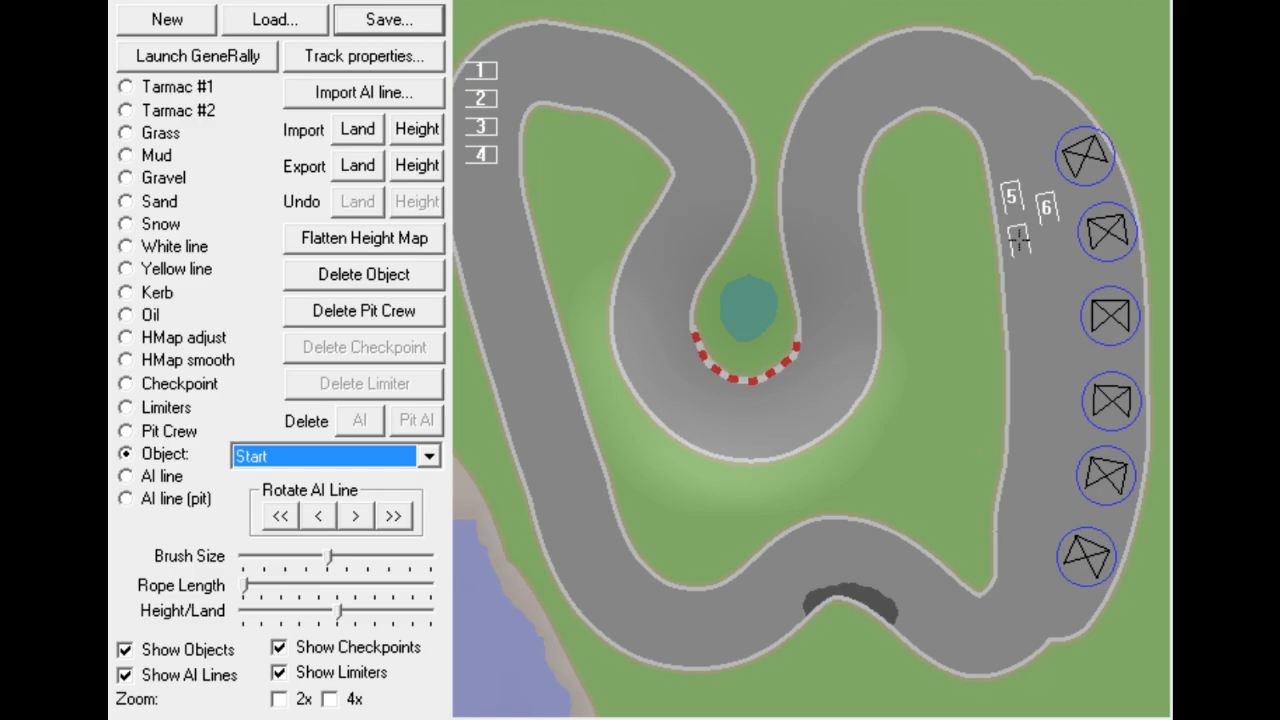 New Load... Save...
Launch GeneRally Track properties...
Tarmac #1
Import AI line...
Tarmac #2
Import Land Height
Grass
Mud
Export Land Height
Gravel
Sand
Undo Land Height
Snow
Flatten Height Map
White line
Yellow line
Delete Object
Kerb
Delete Pit Crew
Oil
HMap adjust
Delete Checkpoint
HMap smooth
Checkpoint
Delete Limiter
Limiters
Delete AI Pit AI
Pit Crew
Object: Start
AI line
Rotate AI Line
AI line (pit)
<< < > >>
Brush Size
Rope Length
Height/Land
Show Objects Show Checkpoints
Show AI Lines Show Limiters
Zoom: 2x 4x
1
2
3
4
5
6